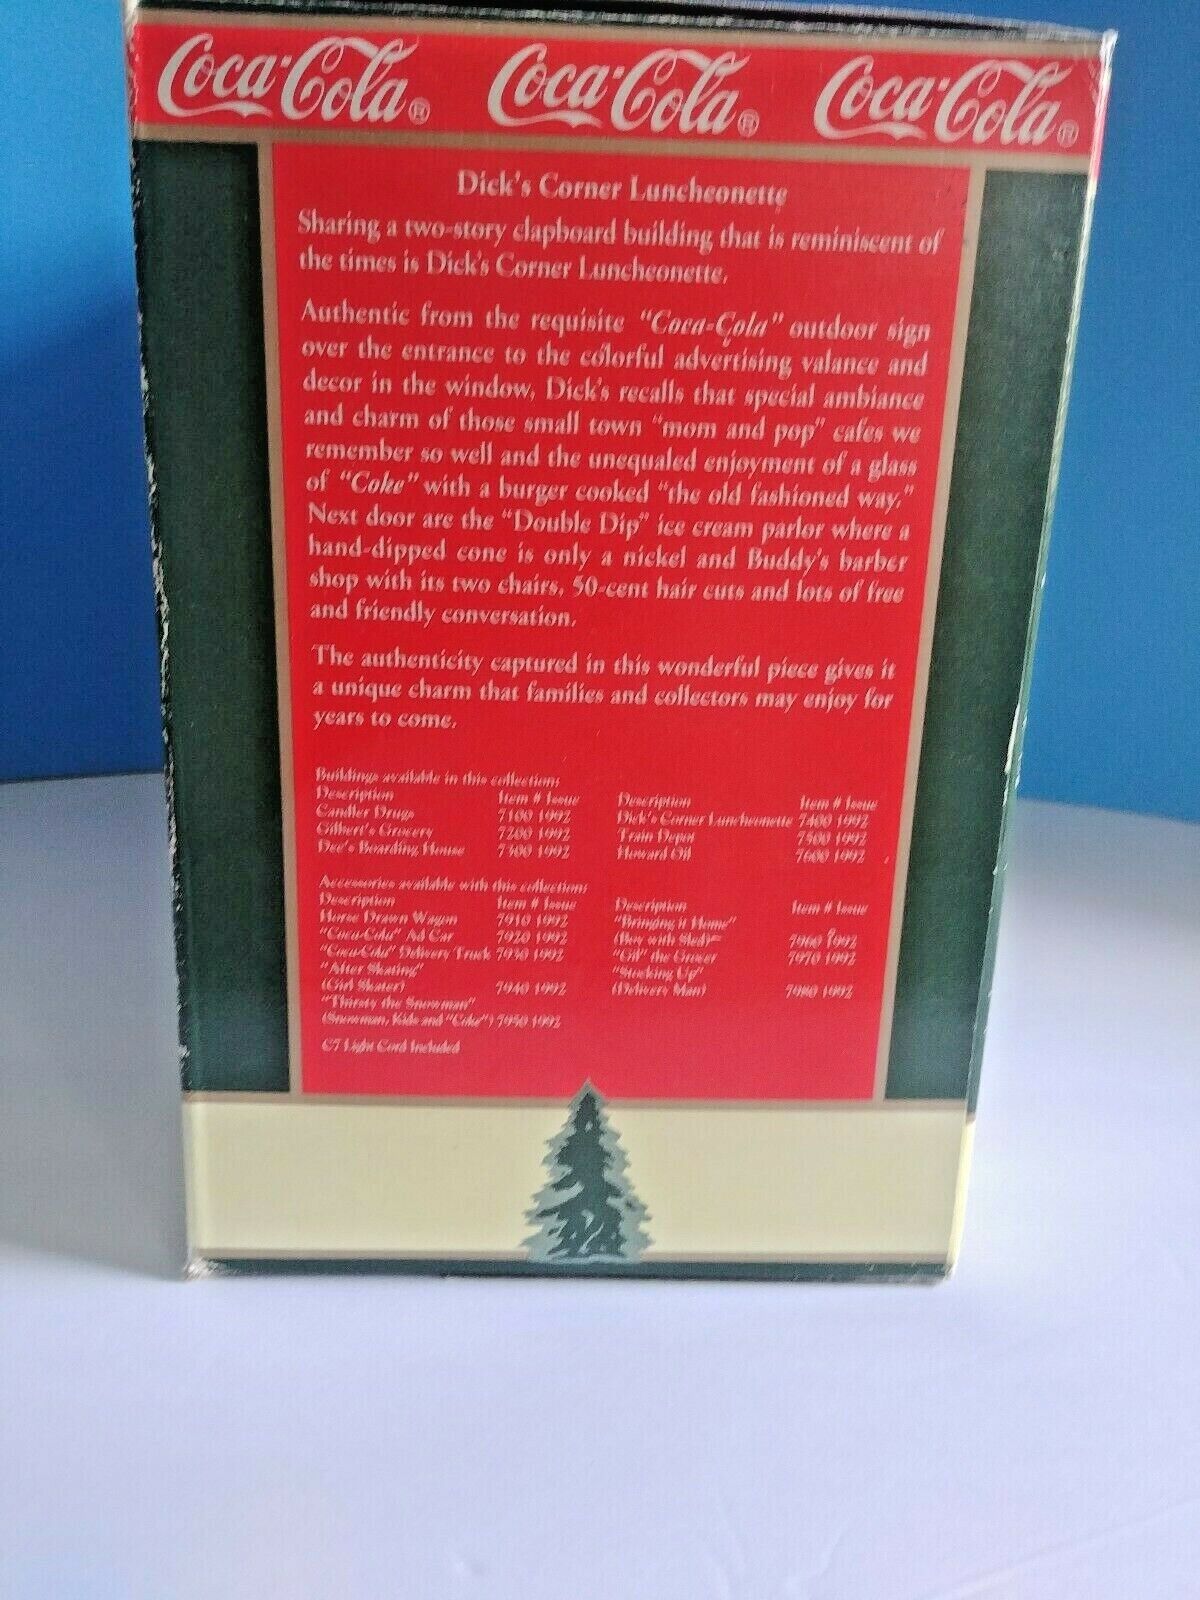 Coca-Cola® Coca-Cola® Coca-Cola®
Dick's Corner Luncheonette
Sharing a two-story clapboard building that is reminiscent of
the times is Dick's Corner Luncheonette.
Authentic from the requisite "Coca-Cola" outdoor sign
over the entrance to the colorful advertising valance and
decor in the window, Dick's recalls that special ambiance
and charm of those small town "mom and pop" cafes we
remember so well and the unequaled enjoyment of a glass
of "Coke" with a burger cooked "the old fashioned way."
Next door are the "Double Dip" ice cream parlor where a
hand-dipped cone is only a nickel and Buddy's barber
shop with its two chairs, 50-cent hair cuts and lots of free
and friendly conversation.
The authenticity captured in this wonderful piece gives it
a unique charm that families and collectors may enjoy for
years to come.
Buildings available in this collection:
Description Item # Issue
Candler Drugs 7100 1992
Gilbert's Grocery 7200 1992
Dee's Boarding House 7300 1992
Description Item # Issue
Dick's Corner Luncheonette 7400 1992
Train Depot 7500 1992
Howard Oil 7600 1992
Accessories available with this collection:
Description Item # Issue
Horse Drawn Wagon 7910 1992
"Coca-Cola" Ad Car 7920 1992
"Coca-Cola" Delivery Truck 7930 1992
"After Skating"
(Girl Skater) 7940 1992
"Thirsty the Snowman"
(Snowman, Kids and "Coke") 7950 1992
Description Item # Issue
"Bringing it Home"
(Boy with Sled) 7960 1992
"Gil" the Grocer 7970 1992
"Stocking Up"
(Delivery Man) 7980 1992
C7 Light Cord Included